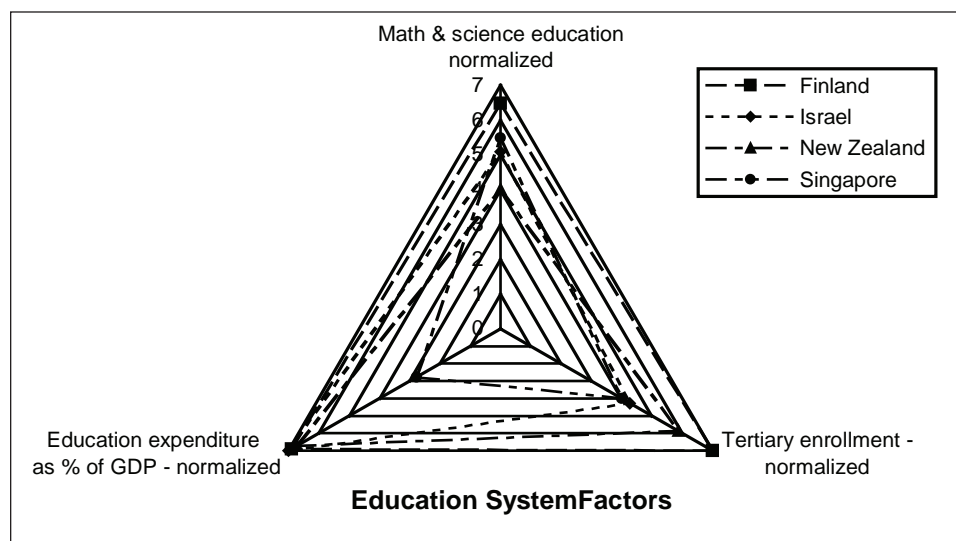 Math & science education
normalized
7
6
5
4
3
2
1
0
Finland
Israel
New Zealand
Singapore
Education expenditure
as % of GDP - normalized
Tertiary enrollment -
normalized
Education SystemFactors